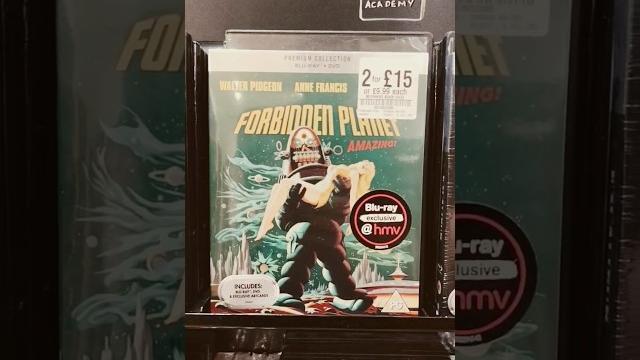 ACADEMY
PREMIUM COLLECTION
BLU-RAY + DVD
WALTER PIDGEON ANNE FRANCIS
2 for £15
or £9.99 each
FORBIDDEN PLANET
AMAZING!
Blu-ray
exclusive
@hmv
INCLUDES:
BLU-RAY, DVD,
& EXCLUSIVE ARTCARDS
PG